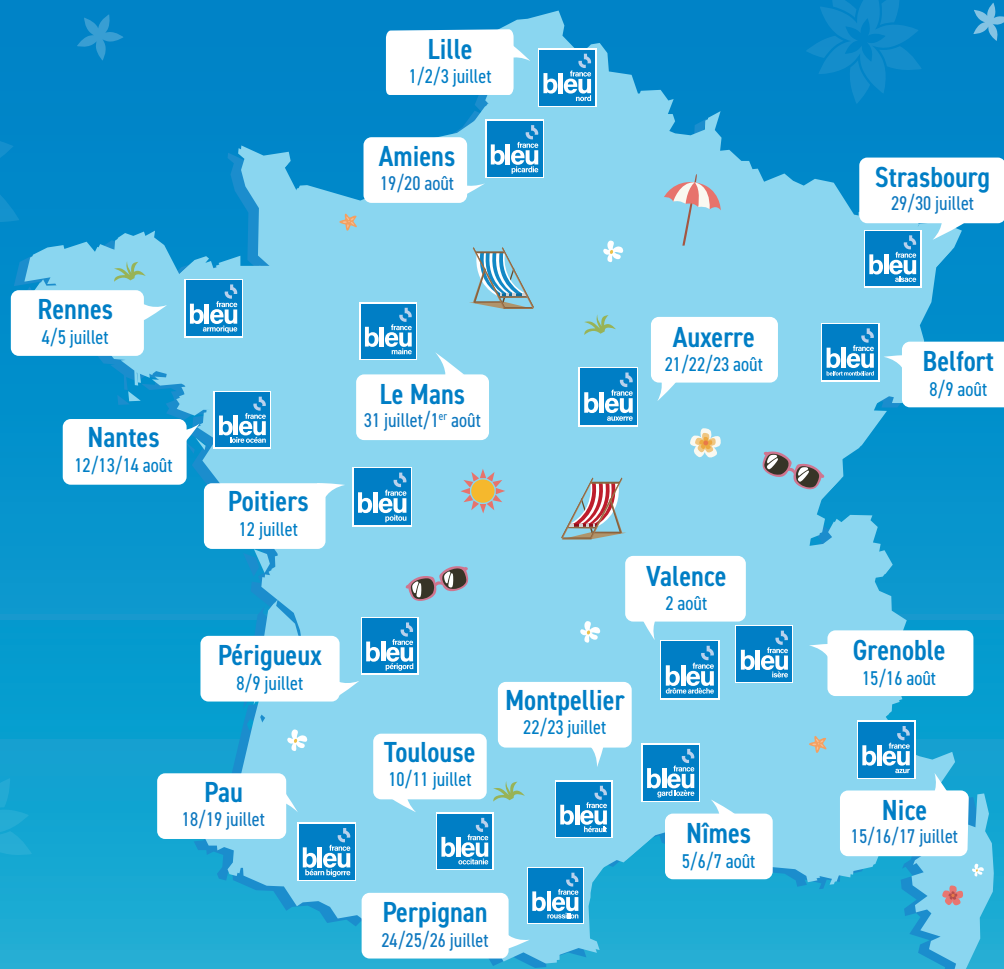 Lille
1/2/3 juillet
france
bleu
nord
Amiens
19/20 août
france
bleu
picardie
Strasbourg
29/30 juillet
france
bleu
alsace
Rennes
4/5 juillet
france
bleu
armorique
france
bleu
maine
Le Mans
31 juillet/1er août
Auxerre
21/22/23 août
france
bleu
auxerre
france
bleu
belfort montbéliard
Belfort
8/9 août
Nantes
12/13/14 août
france
bleu
loire océan
Poitiers
12 juillet
france
bleu
poitou
Valence
2 août
france
bleu
drôme ardèche
france
bleu
isère
Grenoble
15/16 août
Périgueux
8/9 juillet
france
bleu
périgord
Montpellier
22/23 juillet
france
bleu
hérault
Toulouse
10/11 juillet
france
bleu
occitanie
france
bleu
gard lozère
Nîmes
5/6/7 août
france
bleu
azur
Nice
15/16/17 juillet
Pau
18/19 juillet
france
bleu
béarn bigorre
Perpignan
24/25/26 juillet
france
bleu
roussillon